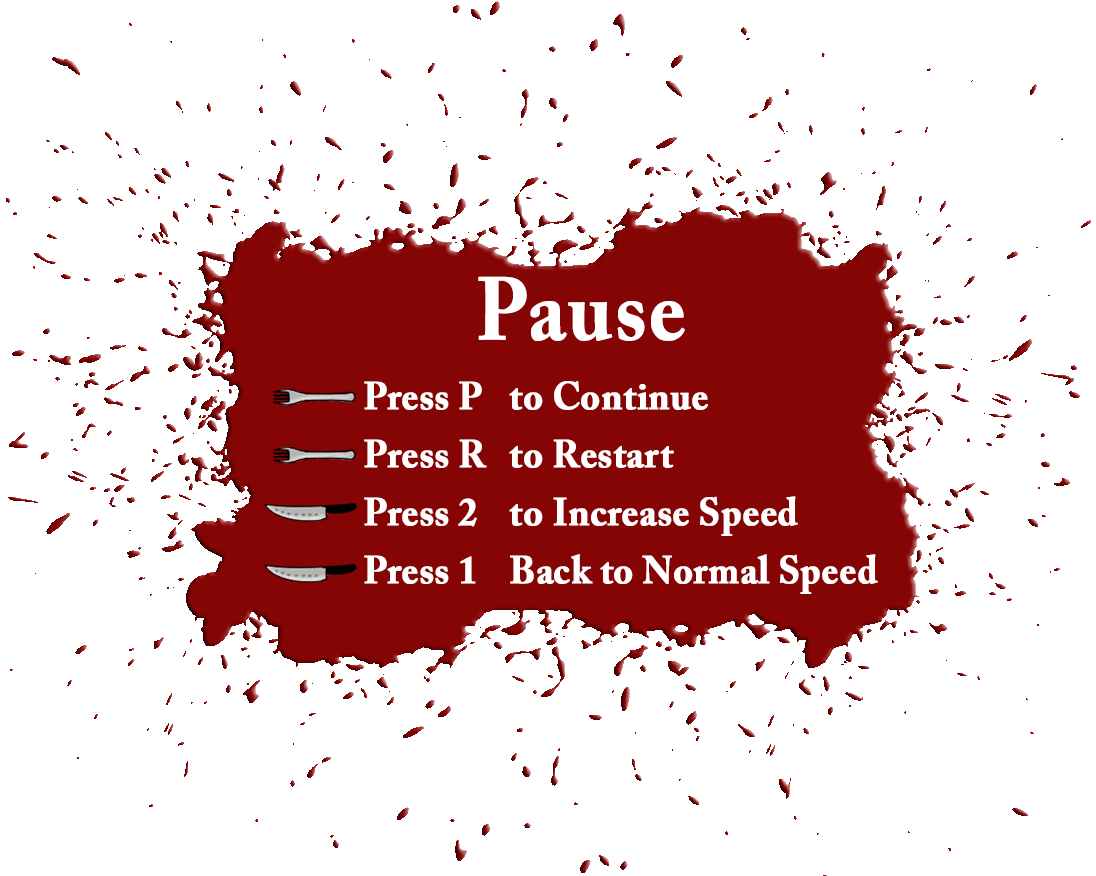 Pause
Press P to Continue
Press R to Restart
Press 2 to Increase Speed
Press 1 Back to Normal Speed